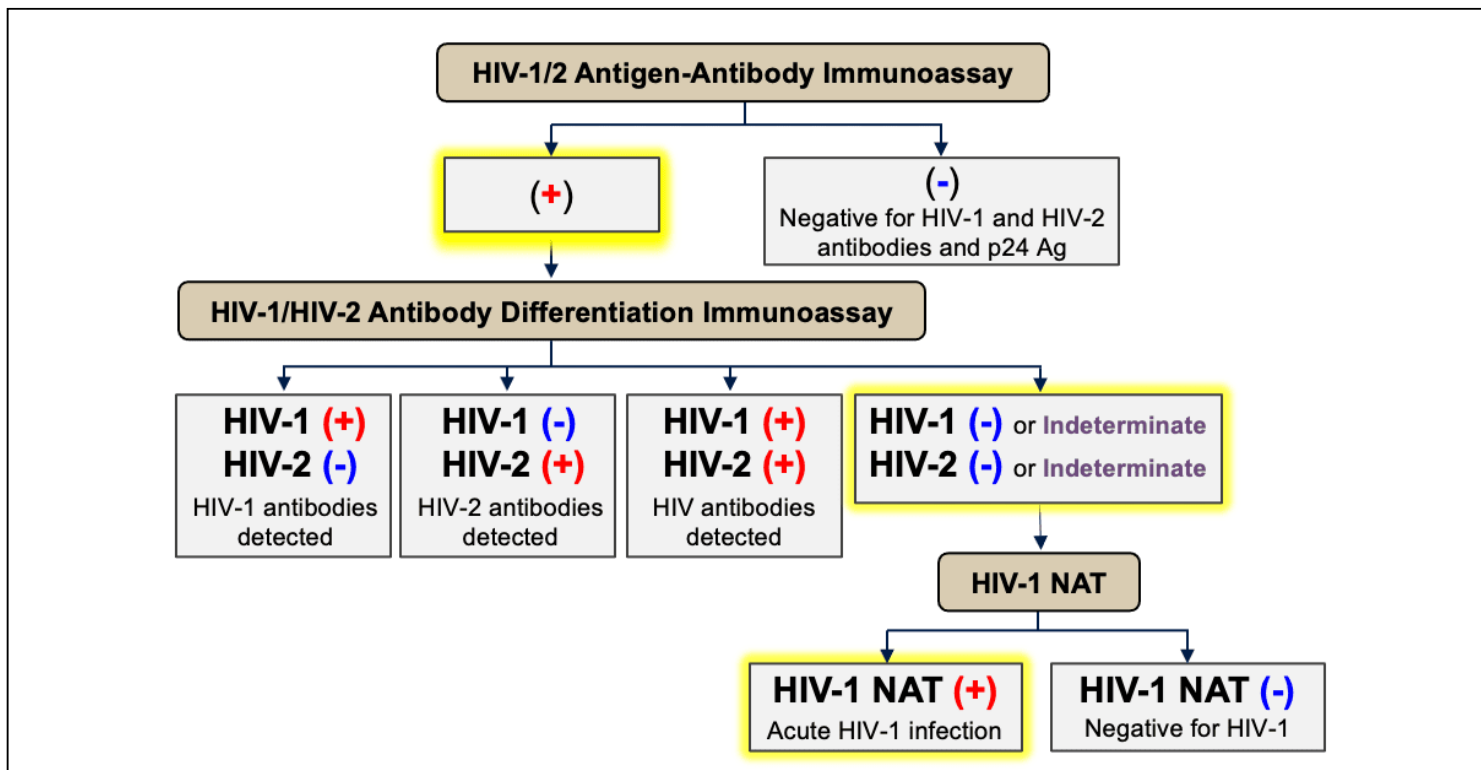 HIV-1/2 Antigen-Antibody Immunoassay
(+)
(-)
Negative for HIV-1 and HIV-2
antibodies and p24 Ag
HIV-1/HIV-2 Antibody Differentiation Immunoassay
HIV-1 (+)
HIV-2 (-)
HIV-1 antibodies
detected
HIV-1 (-)
HIV-2 (+)
HIV-2 antibodies
detected
HIV-1 (+)
HIV-2 (+)
HIV antibodies
detected
HIV-1 (-) or Indeterminate
HIV-2 (-) or Indeterminate
HIV-1 NAT
HIV-1 NAT (+)
Acute HIV-1 infection
HIV-1 NAT (-)
Negative for HIV-1